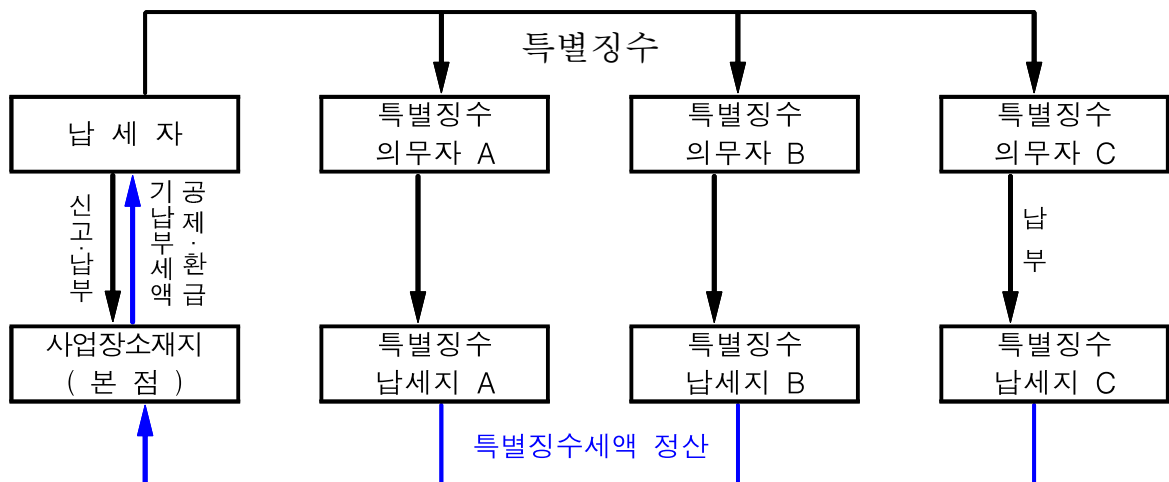 특별징수
납 세 자
특별징수
의무자 A
특별징수
의무자 B
특별징수
의무자 C
신고·납부
기납부세액
공제·환급
납부
사업장소재지
( 본 점 )
특별징수
납세지 A
특별징수
납세지 B
특별징수
납세지 C
특별징수세액 정산